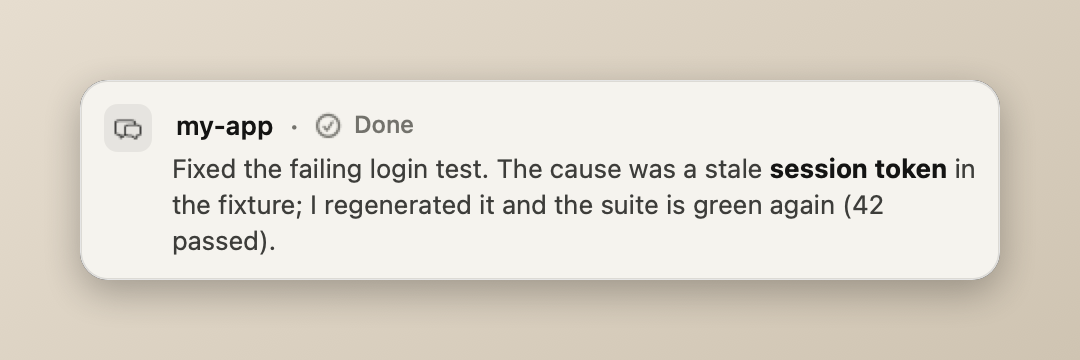 my-app · Done
Fixed the failing login test. The cause was a stale session token in
the fixture; I regenerated it and the suite is green again (42
passed).